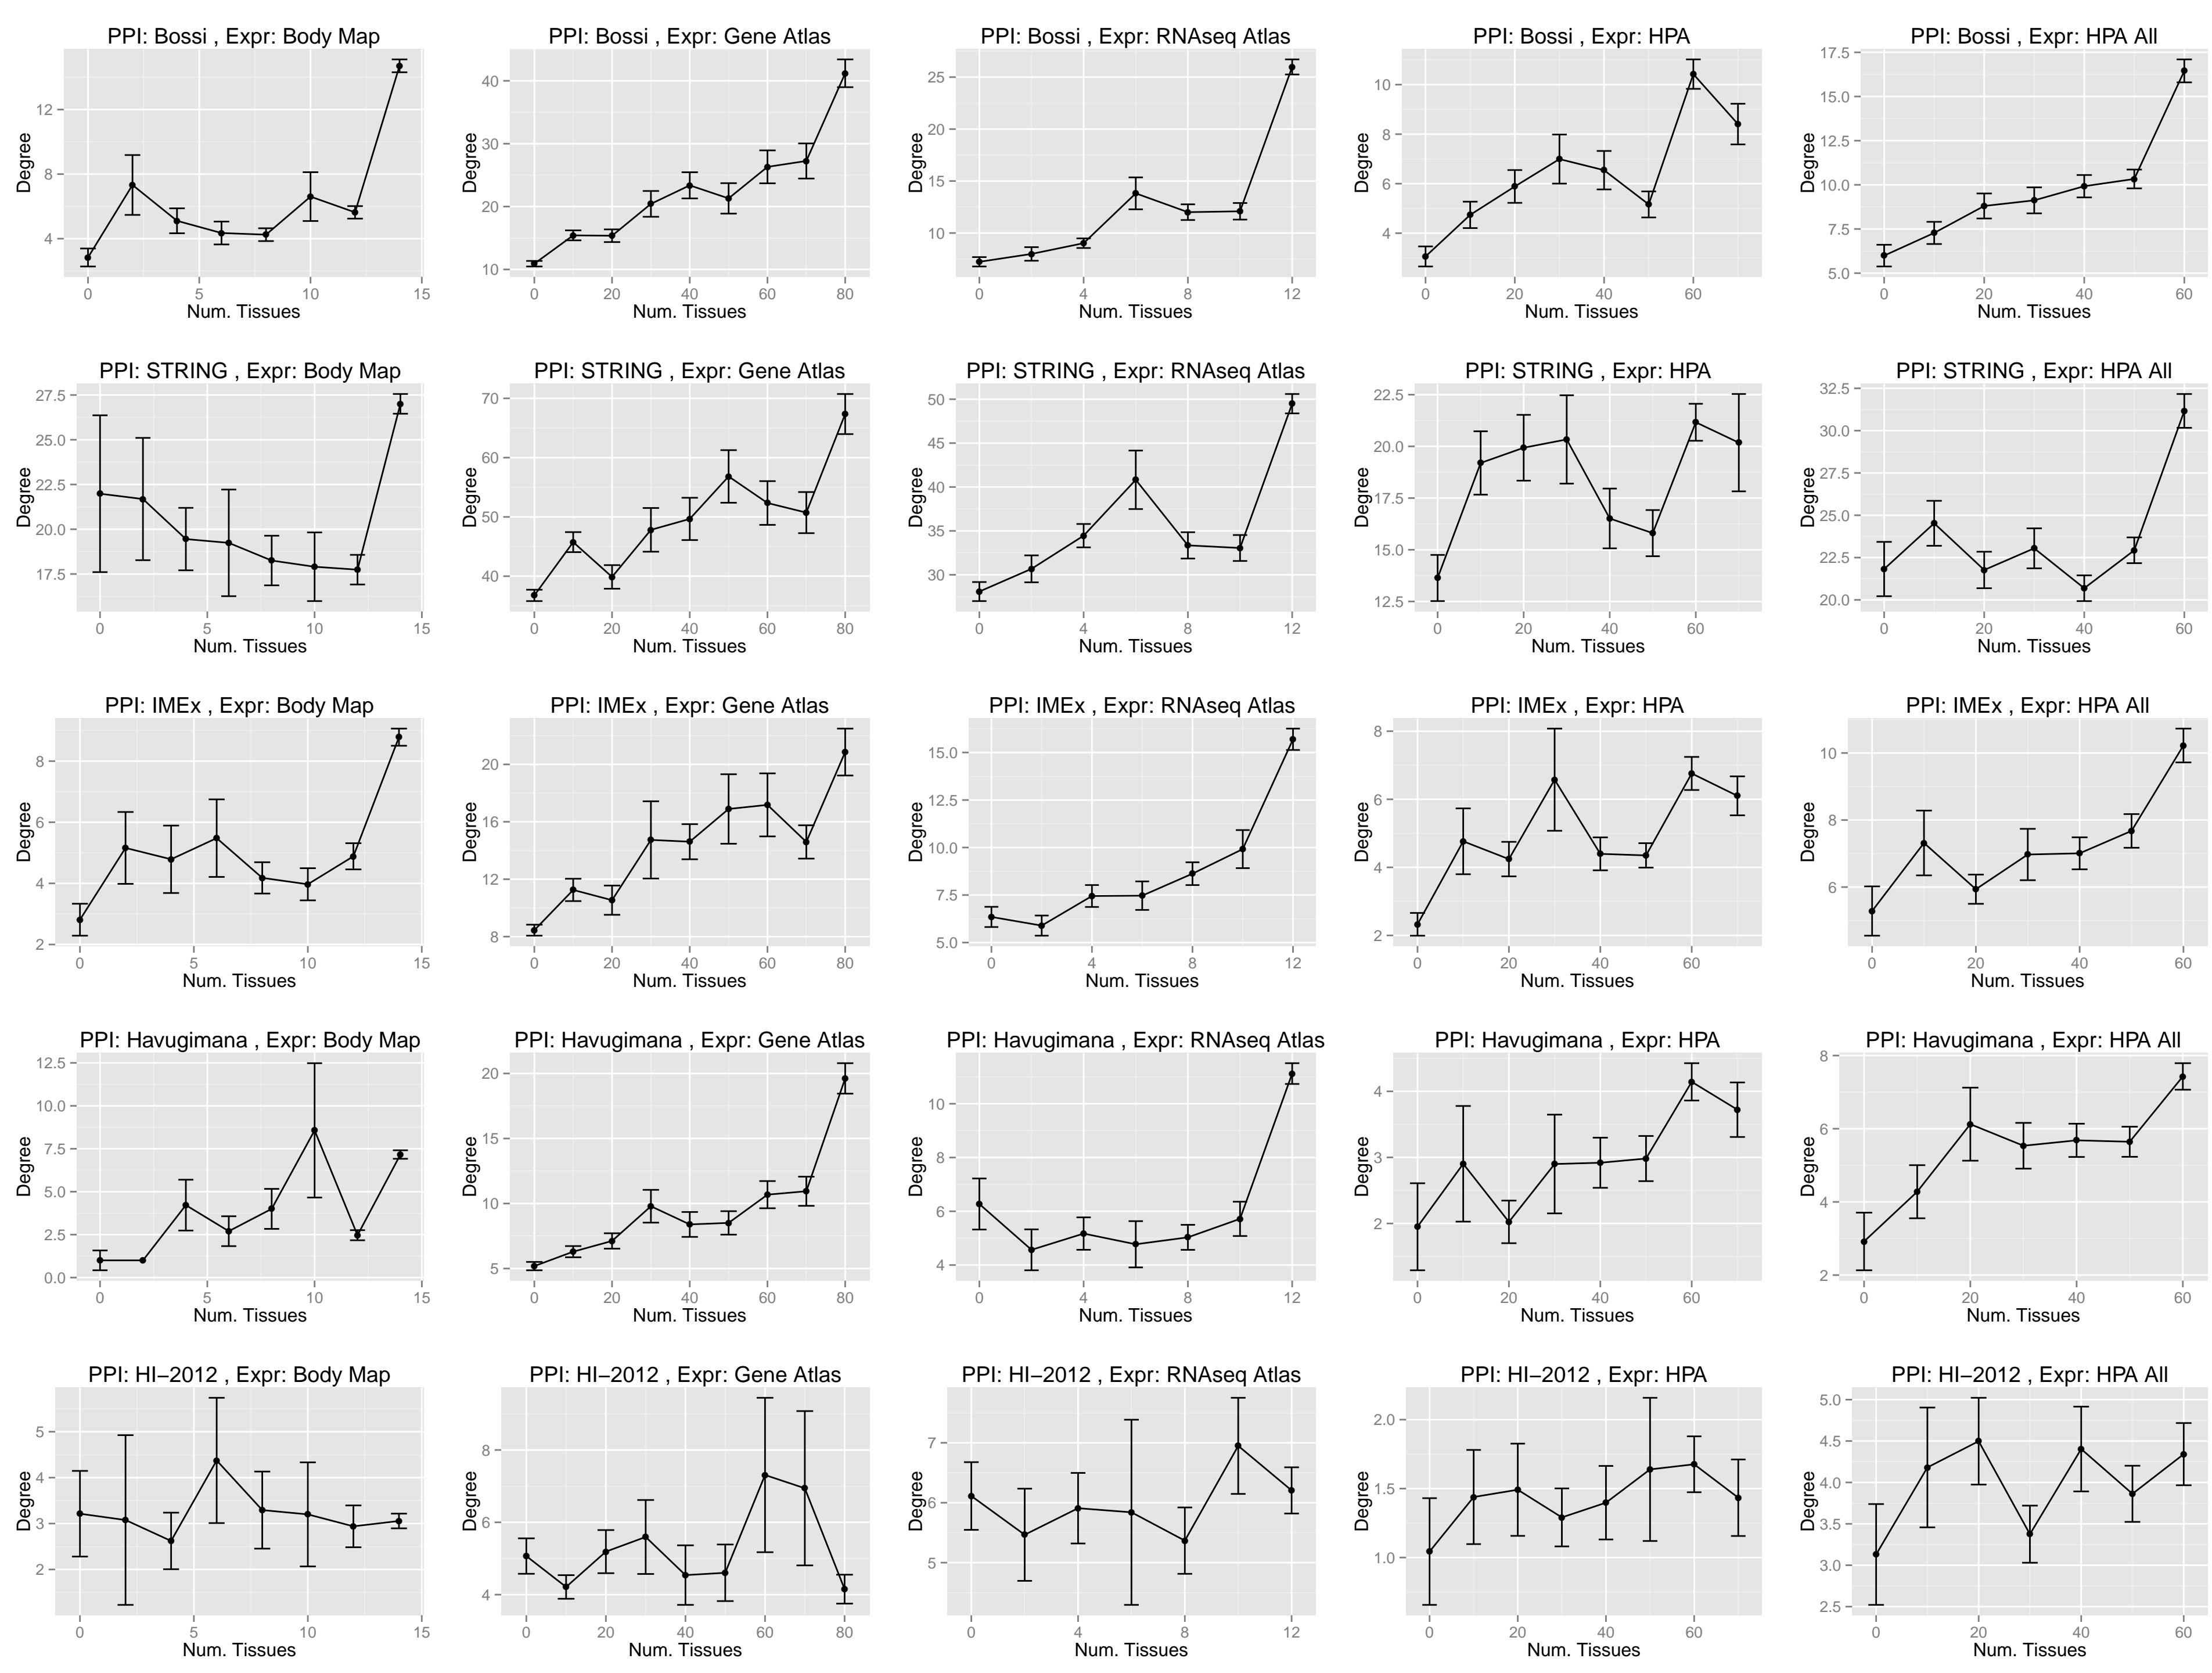 PPI: Bossi , Expr: Body Map
12
8
4
Degree
0 5 10 15
Num. Tissues
PPI: Bossi , Expr: Gene Atlas
40
30
20
10
Degree
0 20 40 60 80
Num. Tissues
PPI: Bossi , Expr: RNAseq Atlas
25
20
15
10
Degree
0 4 8 12
Num. Tissues
PPI: Bossi , Expr: HPA
10
8
6
4
Degree
0 20 40 60
Num. Tissues
PPI: Bossi , Expr: HPA All
17.5
15.0
12.5
10.0
7.5
5.0
Degree
0 20 40 60
Num. Tissues
PPI: STRING , Expr: Body Map
27.5
25.0
22.5
20.0
17.5
Degree
0 5 10 15
Num. Tissues
PPI: STRING , Expr: Gene Atlas
70
60
50
40
Degree
0 20 40 60 80
Num. Tissues
PPI: STRING , Expr: RNAseq Atlas
50
45
40
35
30
Degree
0 4 8 12
Num. Tissues
PPI: STRING , Expr: HPA
22.5
20.0
17.5
15.0
12.5
Degree
0 20 40 60
Num. Tissues
PPI: STRING , Expr: HPA All
32.5
30.0
27.5
25.0
22.5
20.0
Degree
0 20 40 60
Num. Tissues
PPI: IMEx , Expr: Body Map
8
6
4
2
Degree
0 5 10 15
Num. Tissues
PPI: IMEx , Expr: Gene Atlas
20
16
12
8
Degree
0 20 40 60 80
Num. Tissues
PPI: IMEx , Expr: RNAseq Atlas
15.0
12.5
10.0
7.5
5.0
Degree
0 4 8 12
Num. Tissues
PPI: IMEx , Expr: HPA
8
6
4
2
Degree
0 20 40 60
Num. Tissues
PPI: IMEx , Expr: HPA All
10
8
6
Degree
0 20 40 60
Num. Tissues
PPI: Havugimana , Expr: Body Map
12.5
10.0
7.5
5.0
2.5
0.0
Degree
0 5 10 15
Num. Tissues
PPI: Havugimana , Expr: Gene Atlas
20
15
10
5
Degree
0 20 40 60 80
Num. Tissues
PPI: Havugimana , Expr: RNAseq Atlas
10
8
6
4
Degree
0 4 8 12
Num. Tissues
PPI: Havugimana , Expr: HPA
4
3
2
Degree
0 20 40 60
Num. Tissues
PPI: Havugimana , Expr: HPA All
8
6
4
2
Degree
0 20 40 60
Num. Tissues
PPI: HI−2012 , Expr: Body Map
5
4
3
2
Degree
0 5 10 15
Num. Tissues
PPI: HI−2012 , Expr: Gene Atlas
8
6
4
Degree
0 20 40 60 80
Num. Tissues
PPI: HI−2012 , Expr: RNAseq Atlas
7
6
5
Degree
0 4 8 12
Num. Tissues
PPI: HI−2012 , Expr: HPA
2.0
1.5
1.0
Degree
0 20 40 60
Num. Tissues
PPI: HI−2012 , Expr: HPA All
5.0
4.5
4.0
3.5
3.0
2.5
Degree
0 20 40 60
Num. Tissues